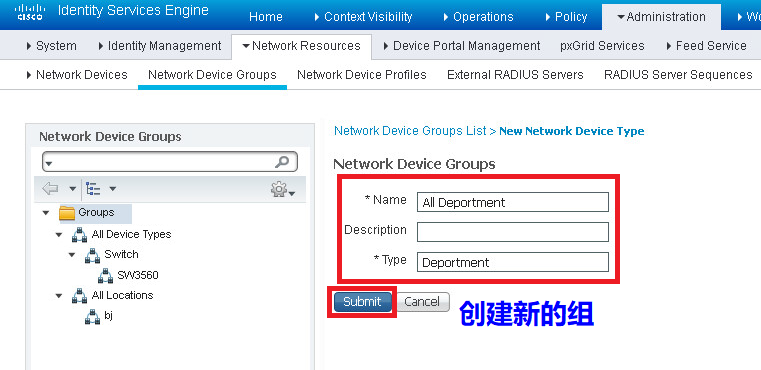 cisco
Identity Services Engine
Home
Context Visibility
Operations
Policy
Administration
Wo
System
Identity Management
Network Resources
Device Portal Management
pxGrid Services
Feed Service
Network Devices
Network Device Groups
Network Device Profiles
External RADIUS Servers
RADIUS Server Sequences
Network Device Groups
Groups
All Device Types
Switch
SW3560
All Locations
bj
Network Device Groups List > New Network Device Type
Network Device Groups
* Name All Deportment
Description
* Type Deportment
Submit Cancel
创建新的组